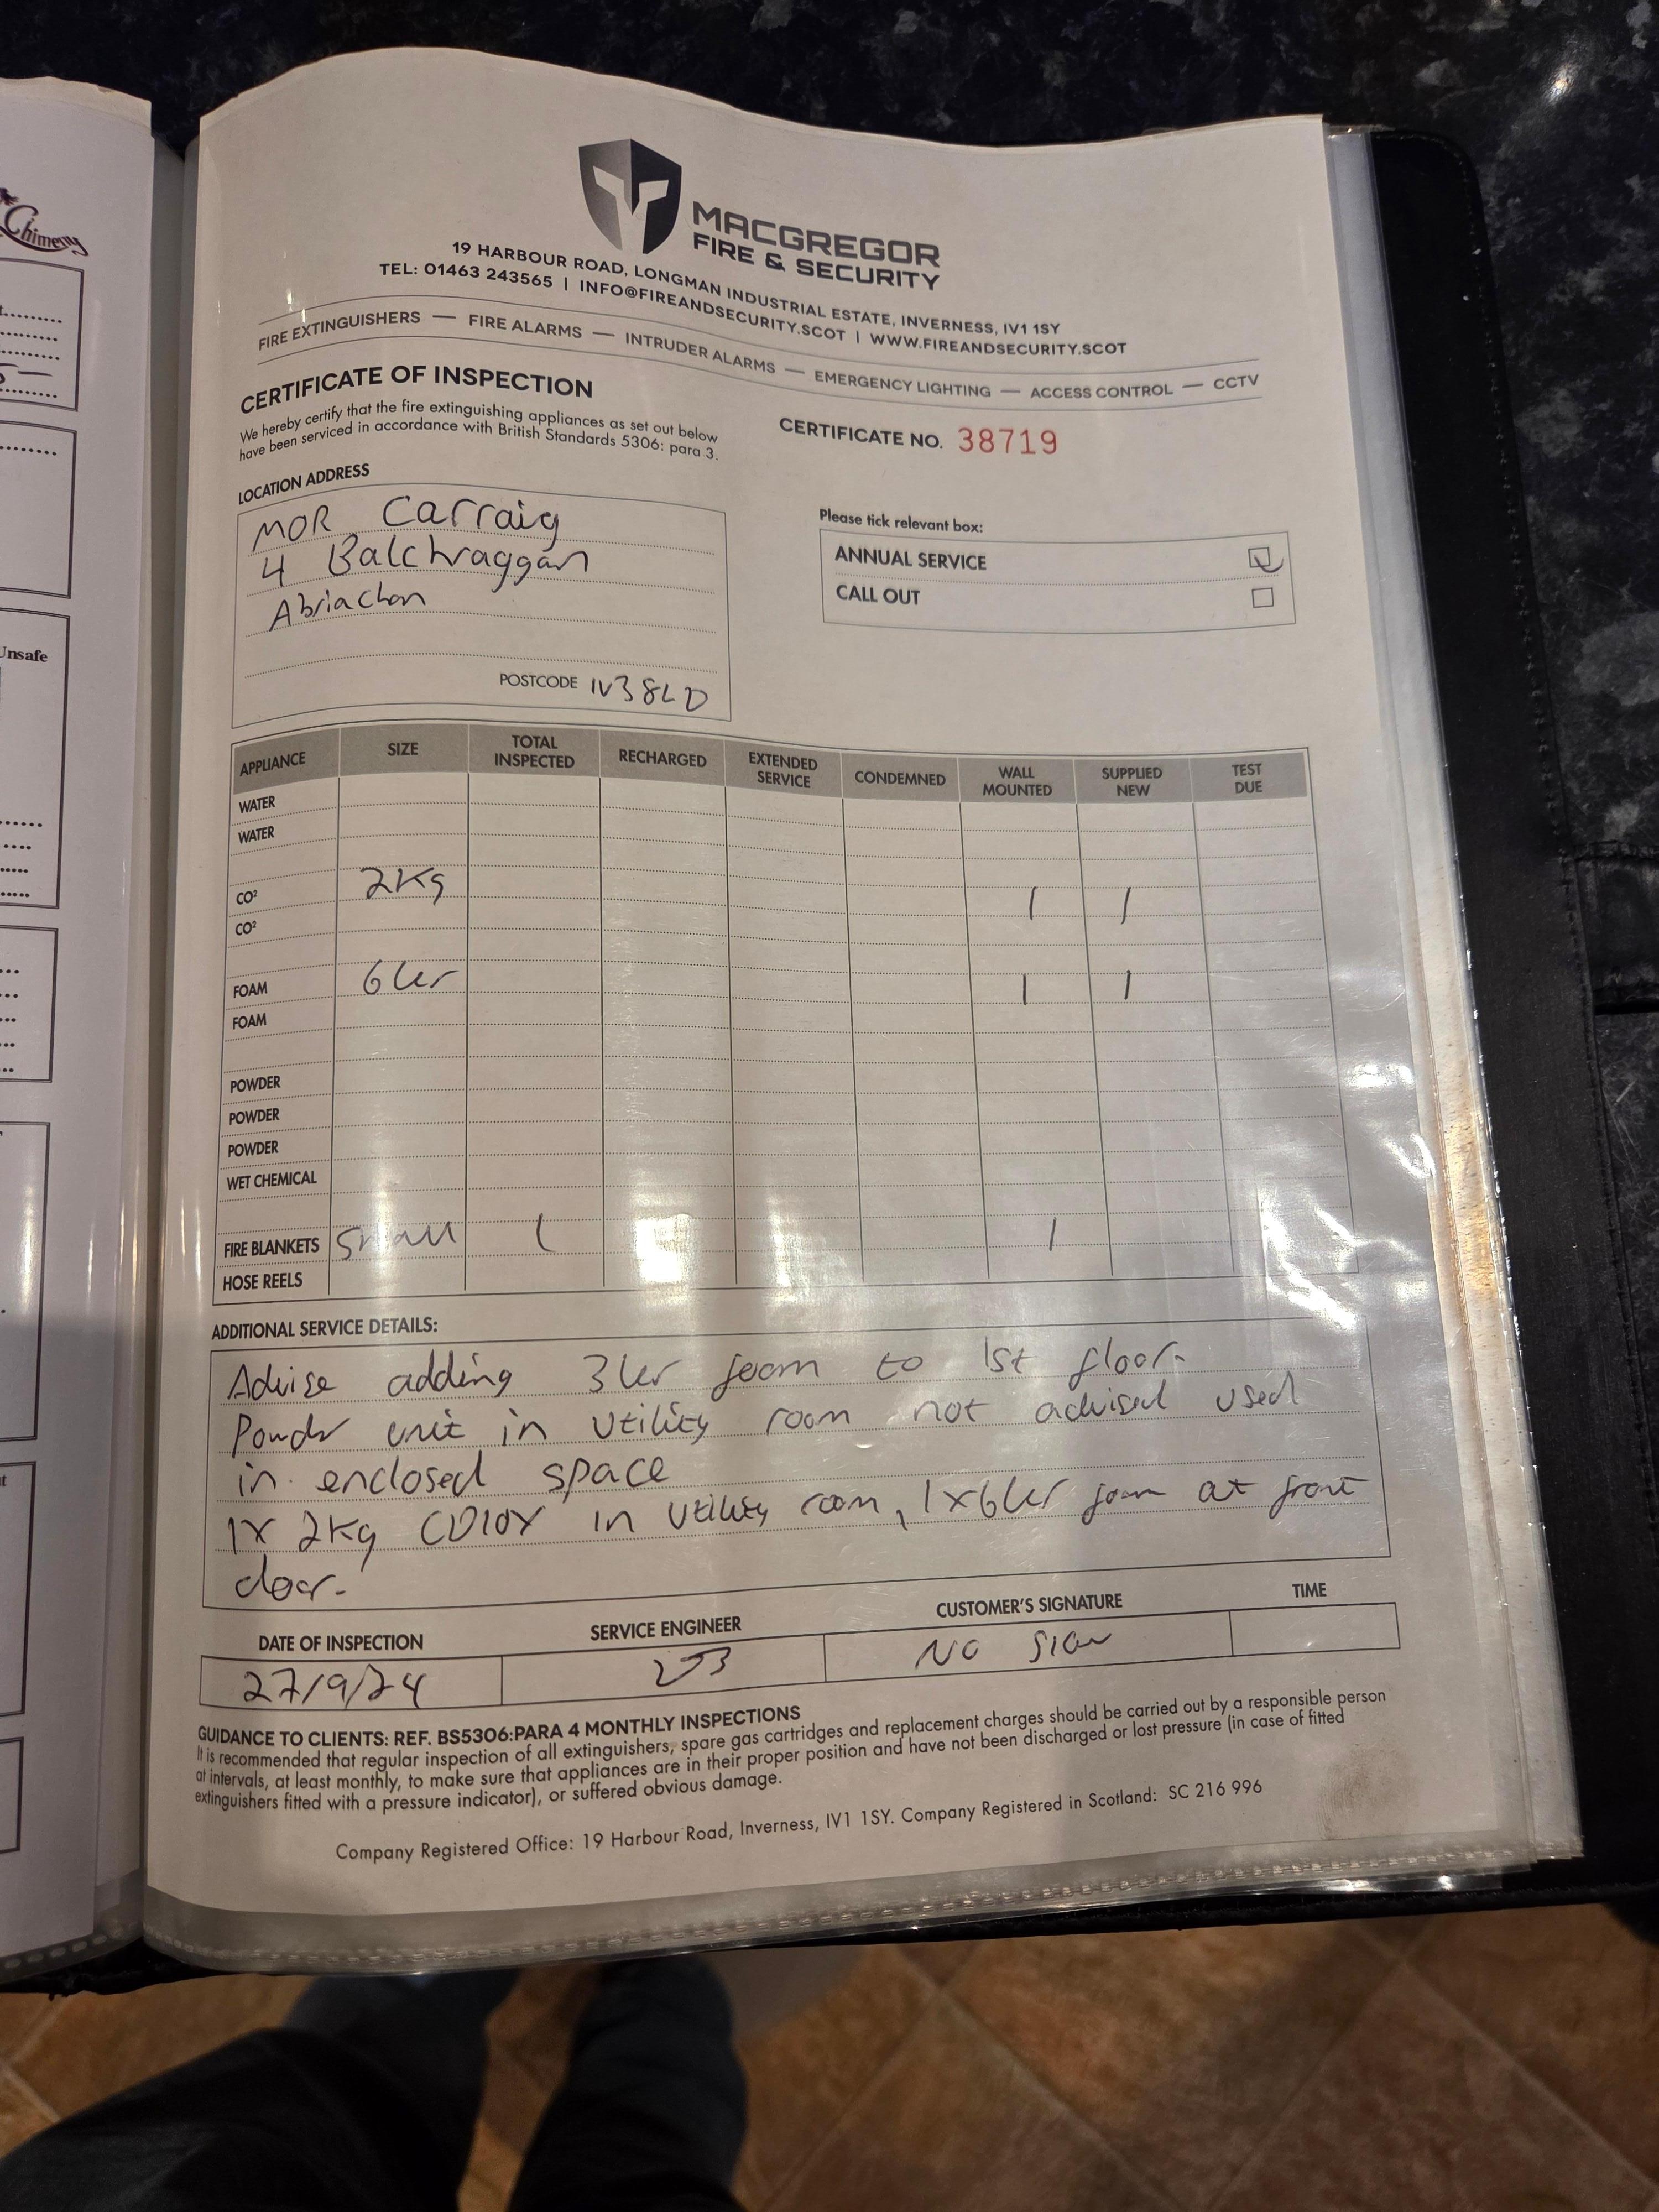 Chimeny
Unsafe
MACGREGOR
FIRE & SECURITY
19 HARBOUR ROAD, LONGMAN INDUSTRIAL ESTATE, INVERNESS, IV1 1SY
TEL: 01463 243565 | INFO@FIREANDSECURITY.SCOT | WWW.FIREANDSECURITY.SCOT
FIRE EXTINGUISHERS — FIRE ALARMS — INTRUDER ALARMS — EMERGENCY LIGHTING — ACCESS CONTROL — CCTV
CERTIFICATE OF INSPECTION
We hereby certify that the fire extinguishing appliances as set out below
have been serviced in accordance with British Standards 5306: para 3.
CERTIFICATE NO. 38719
LOCATION ADDRESS
MOR Carraig
4 Balchraggan
Abriachan
POSTCODE IV3 8LD
Please tick relevant box:
ANNUAL SERVICE
CALL OUT
APPLIANCE SIZE TOTAL INSPECTED RECHARGED EXTENDED SERVICE CONDEMNED WALL MOUNTED SUPPLIED NEW TEST DUE
WATER
WATER
CO² 2Kg 1 1
CO²
FOAM 6ltr 1 1
FOAM
POWDER
POWDER
POWDER
WET CHEMICAL
FIRE BLANKETS Small 1 1
HOSE REELS
ADDITIONAL SERVICE DETAILS:
Advise adding 3ltr foam to 1st floor.
Powder unit in utility room not advised used
in enclosed space
1x 2Kg in utility room, 1x6ltr foam at front
door.
DATE OF INSPECTION SERVICE ENGINEER CUSTOMER'S SIGNATURE TIME
27/9/24 NO SIGN
GUIDANCE TO CLIENTS: REF. BS5306:PARA 4 MONTHLY INSPECTIONS
It is recommended that regular inspection of all extinguishers, spare gas cartridges and replacement charges should be carried out by a responsible person
at intervals, at least monthly, to make sure that appliances are in their proper position and have not been discharged or lost pressure (in case of fitted
extinguishers fitted with a pressure indicator), or suffered obvious damage.
Company Registered Office: 19 Harbour Road, Inverness, IV1 1SY. Company Registered in Scotland: SC 216 996